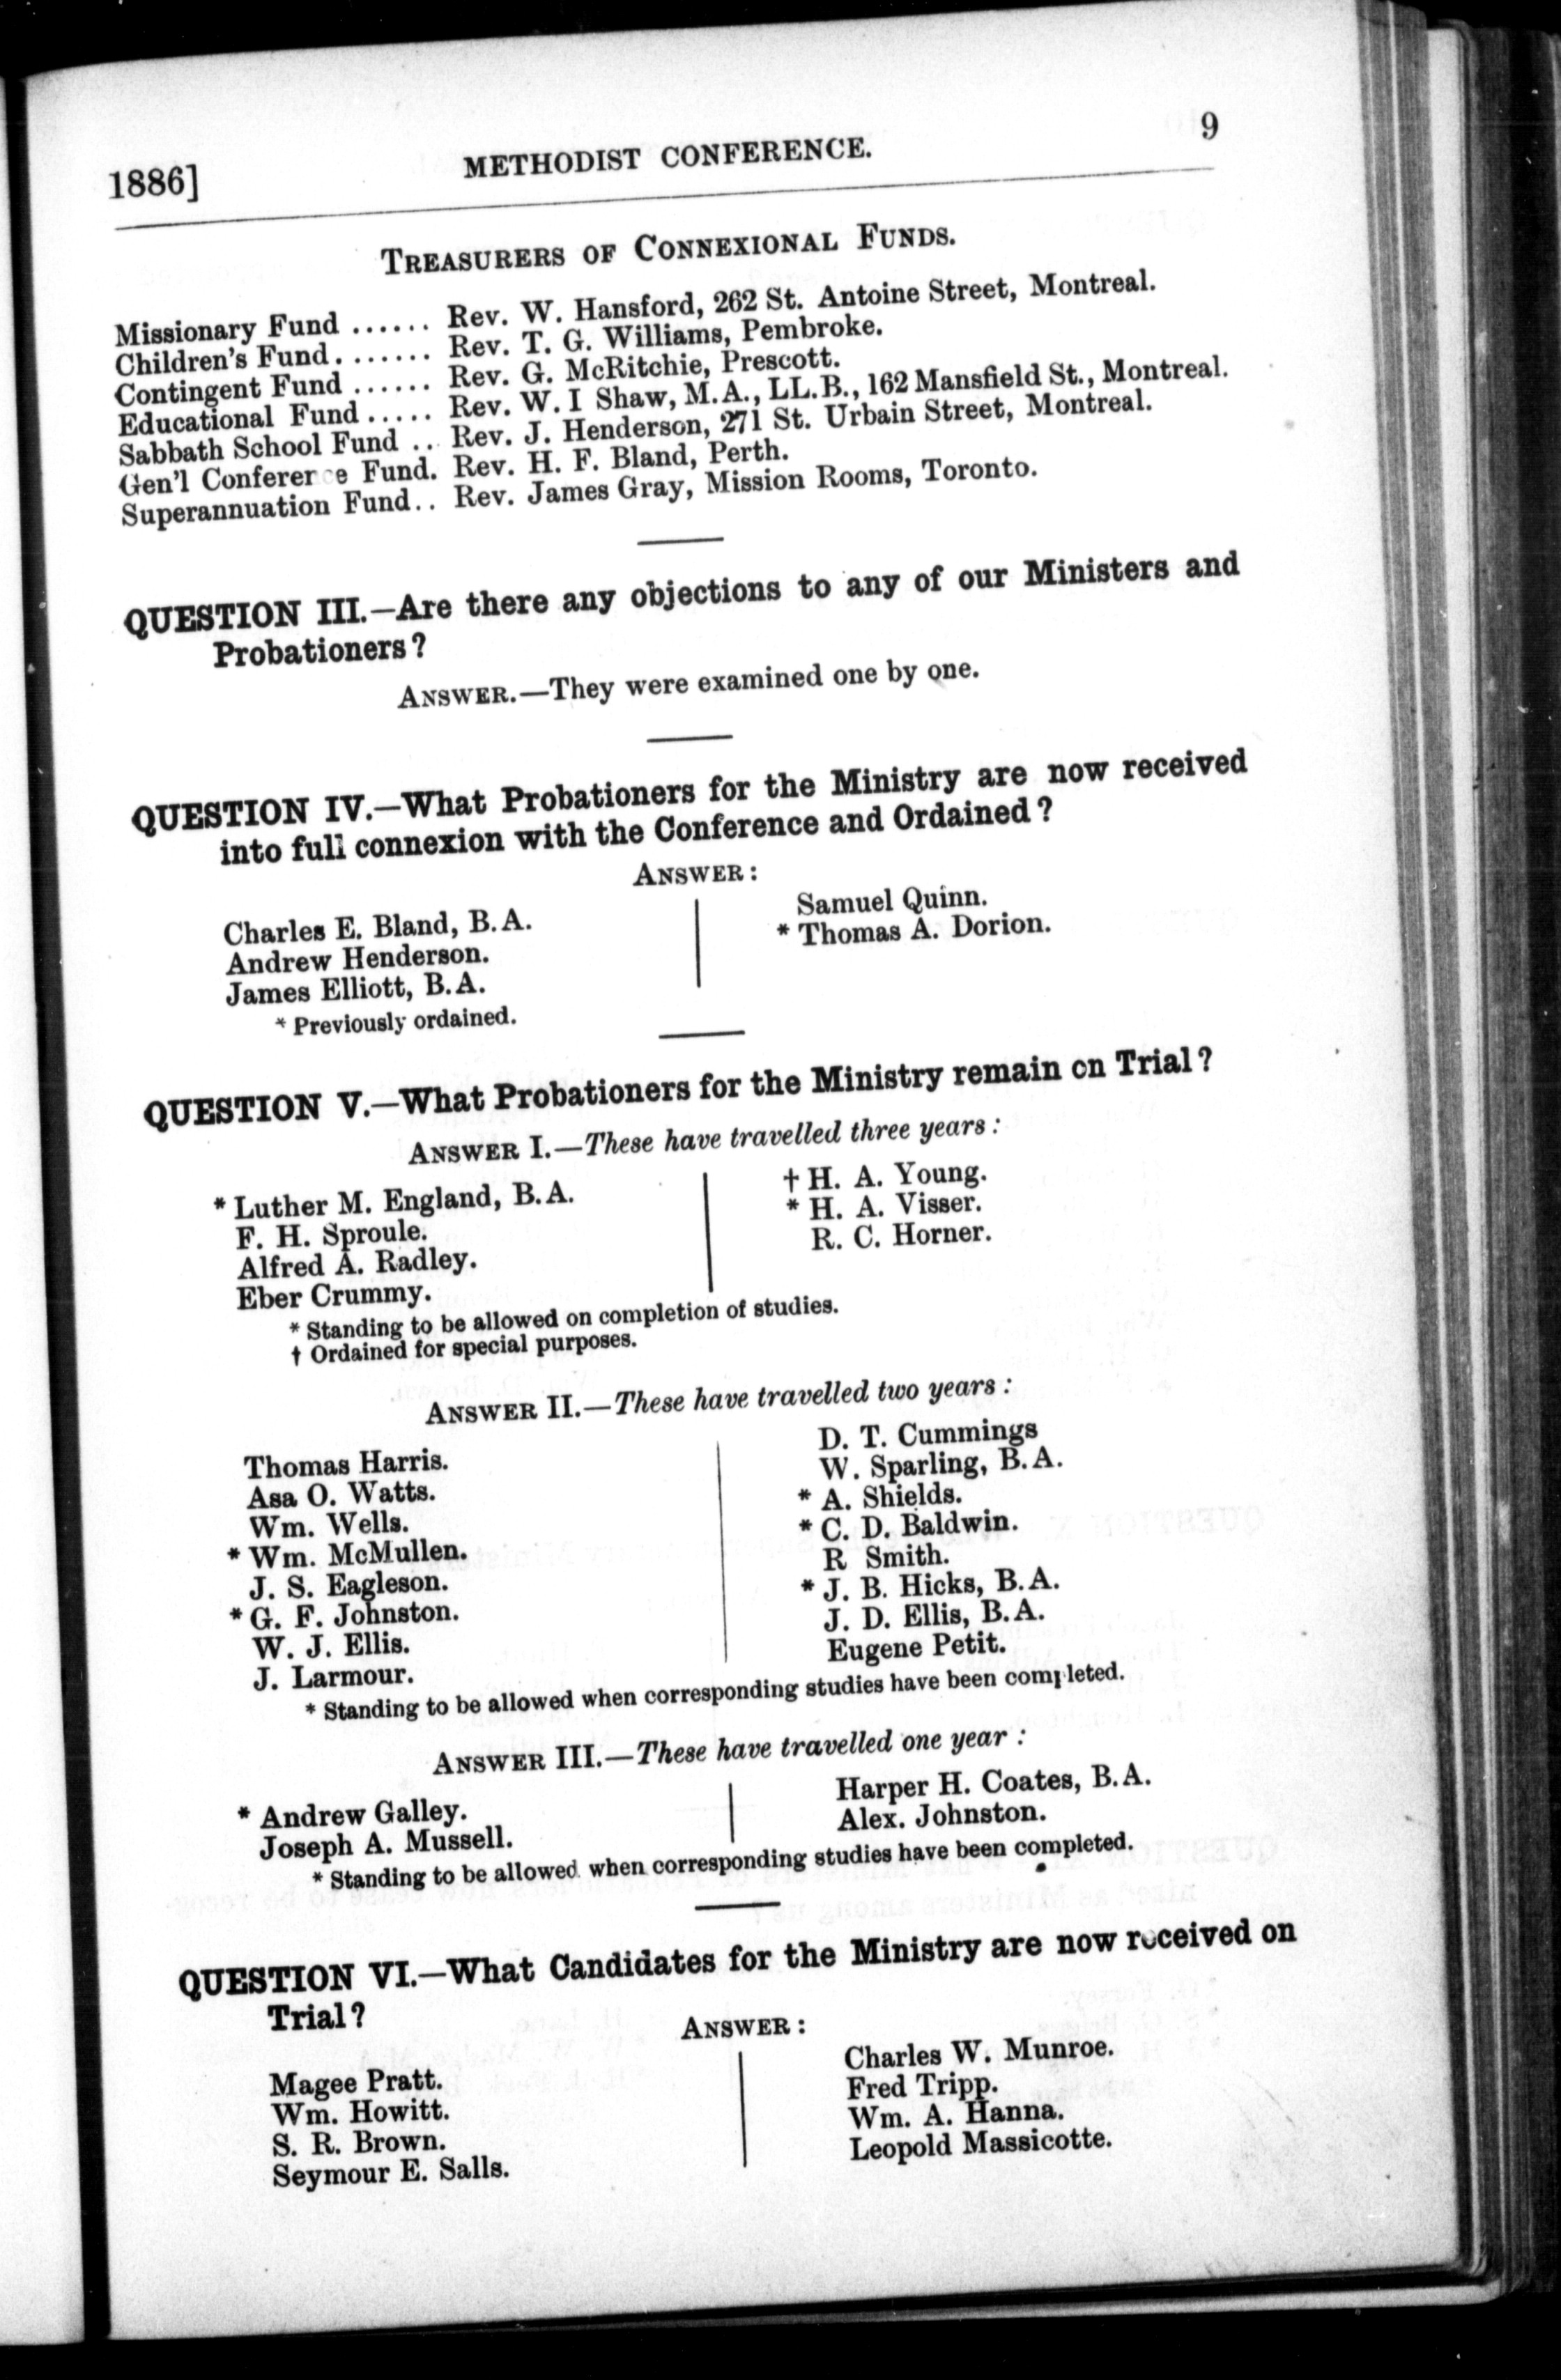 1886]
METHODIST CONFERENCE.
9
TREASURERS OF CONNEXIONAL FUNDS.
Missionary Fund ...... Rev. W. Hansford, 262 St. Antoine Street, Montreal.
Children's Fund....... Rev. T. G. Williams, Pembroke.
Contingent Fund ...... Rev. G. McRitchie, Prescott.
Educational Fund ..... Rev. W. I Shaw, M.A., LL.B., 162 Mansfield St., Montreal.
Sabbath School Fund .. Rev. J. Henderson, 271 St. Urbain Street, Montreal.
Gen'l Conference Fund. Rev. H. F. Bland, Perth.
Superannuation Fund.. Rev. James Gray, Mission Rooms, Toronto.
QUESTION III.—Are there any objections to any of our Ministers and
Probationers?
ANSWER.—They were examined one by one.
QUESTION IV.—What Probationers for the Ministry are now received
into full connexion with the Conference and Ordained?
ANSWER:
Charles E. Bland, B.A.
Andrew Henderson.
James Elliott, B.A.
Samuel Quinn.
* Thomas A. Dorion.
* Previously ordained.
QUESTION V.—What Probationers for the Ministry remain on Trial?
ANSWER I.—These have travelled three years:
* Luther M. England, B.A.
F. H. Sproule.
Alfred A. Radley.
Eber Crummy.
† H. A. Young.
* H. A. Visser.
R. C. Horner.
* Standing to be allowed on completion of studies.
† Ordained for special purposes.
ANSWER II.—These have travelled two years:
Thomas Harris.
Asa O. Watts.
Wm. Wells.
* Wm. McMullen.
J. S. Eagleson.
* G. F. Johnston.
W. J. Ellis.
J. Larmour.
D. T. Cummings
W. Sparling, B.A.
* A. Shields.
* C. D. Baldwin.
R Smith.
* J. B. Hicks, B.A.
J. D. Ellis, B.A.
Eugene Petit.
* Standing to be allowed when corresponding studies have been completed.
ANSWER III.—These have travelled one year:
* Andrew Galley.
Joseph A. Mussell.
Harper H. Coates, B.A.
Alex. Johnston.
* Standing to be allowed when corresponding studies have been completed.
QUESTION VI.—What Candidates for the Ministry are now received on
Trial?
ANSWER:
Magee Pratt.
Wm. Howitt.
S. R. Brown.
Seymour E. Salls.
Charles W. Munroe.
Fred Tripp.
Wm. A. Hanna.
Leopold Massicotte.